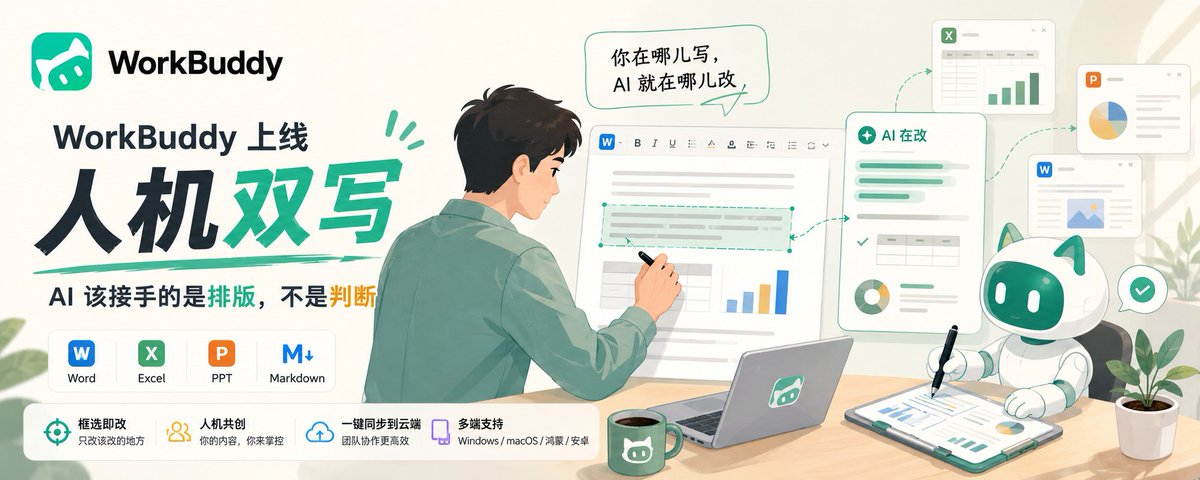 WorkBuddy
WorkBuddy 上线
人机双写
AI 该接手的是排版，不是判断
W
Word
X
Excel
P
PPT
M↓
Markdown
框选即改
只改该改的地方
人机共创
你的内容，你来掌控
一键同步到云端
团队协作更高效
多端支持
Windows / macOS / 鸿蒙 / 安卓
你在哪儿写，
AI 就在哪儿改
W
B I U
AI 在改
X
P
W